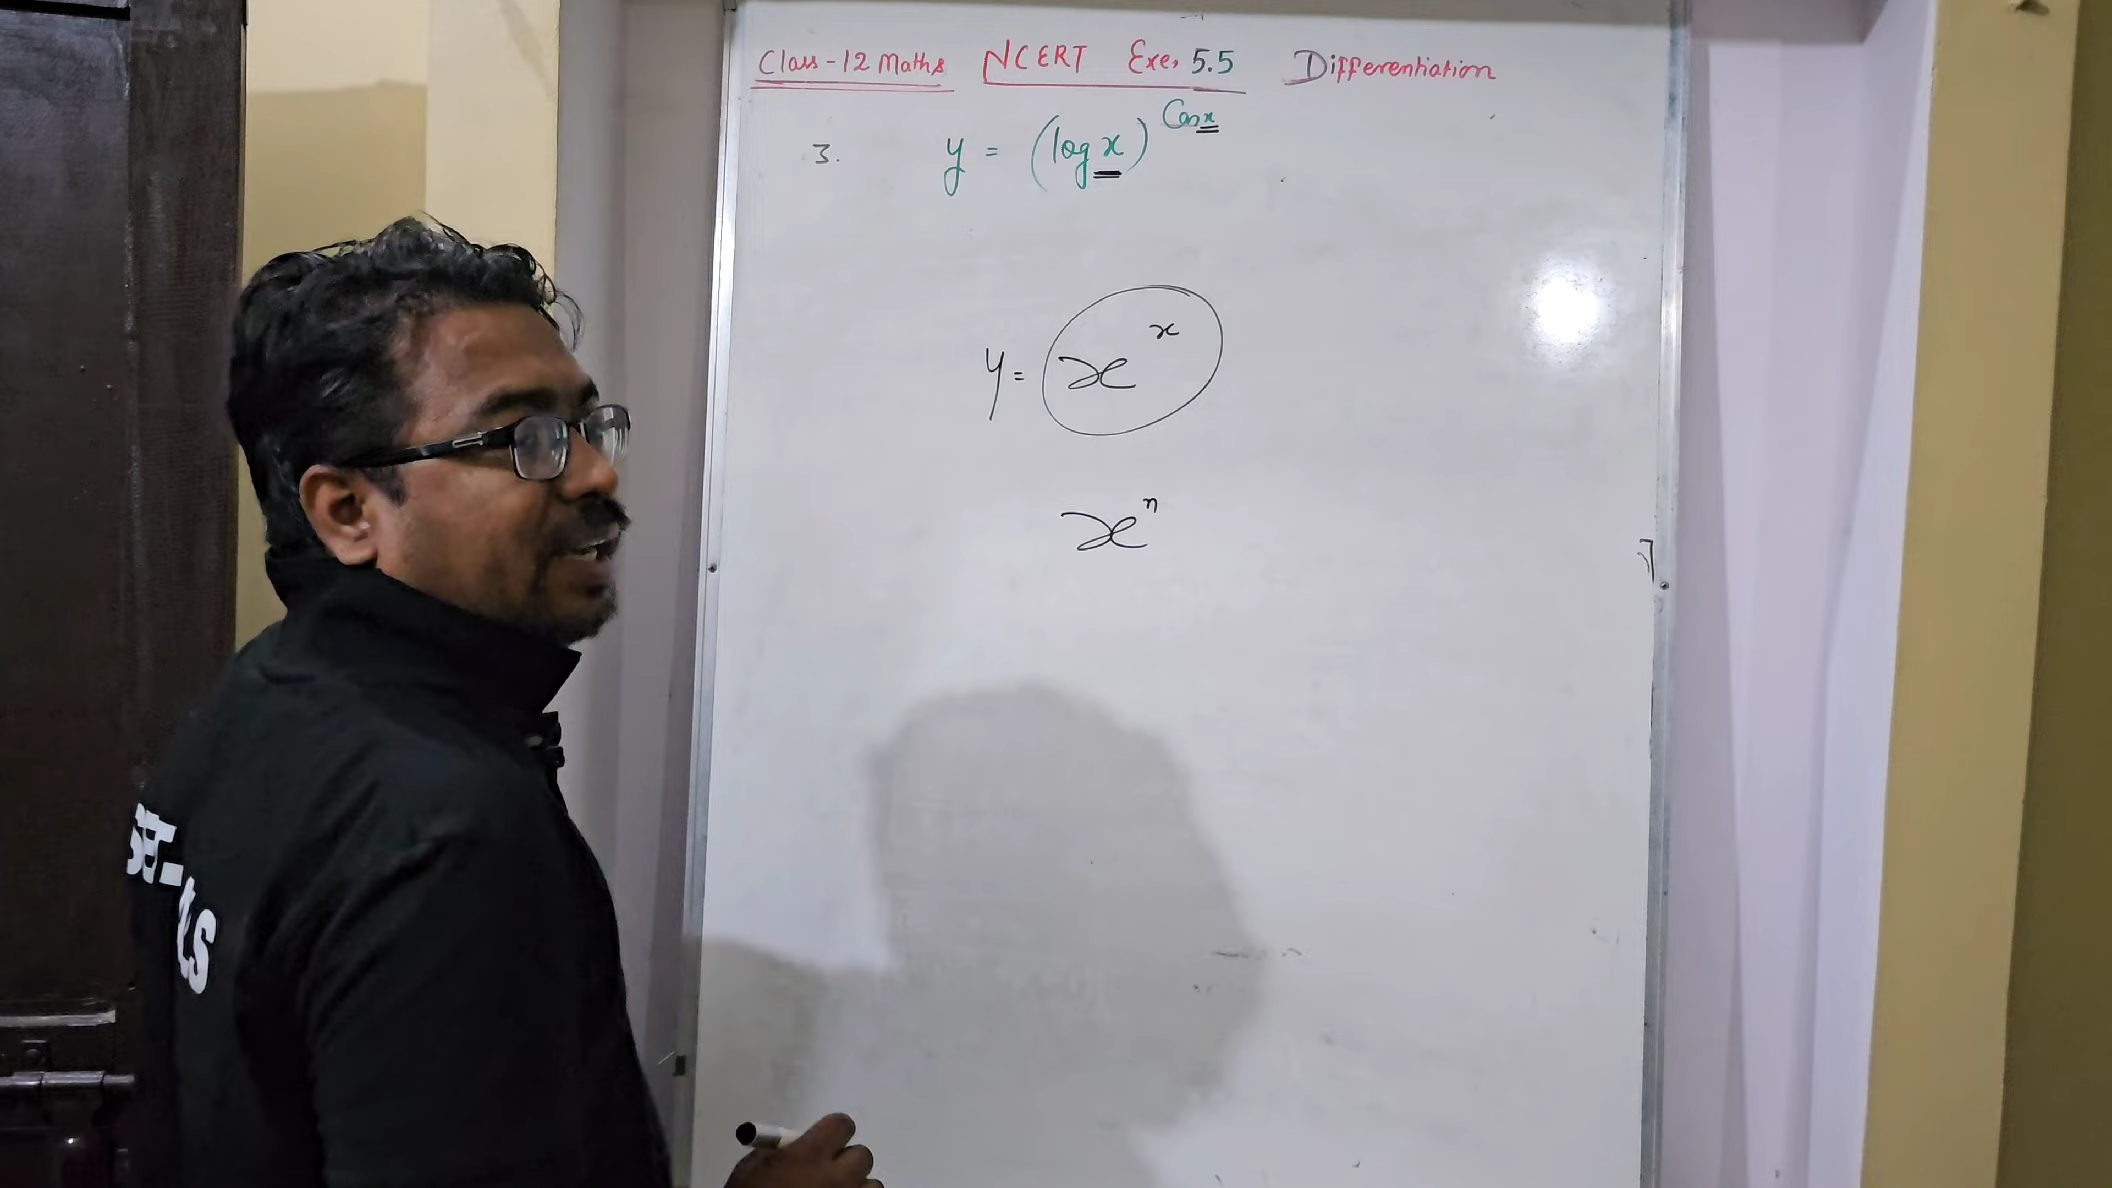 Class-12 Maths NCERT Exe. 5.5 Differentiation
3. y = (log x)^Cos x
y = x^x
x^n